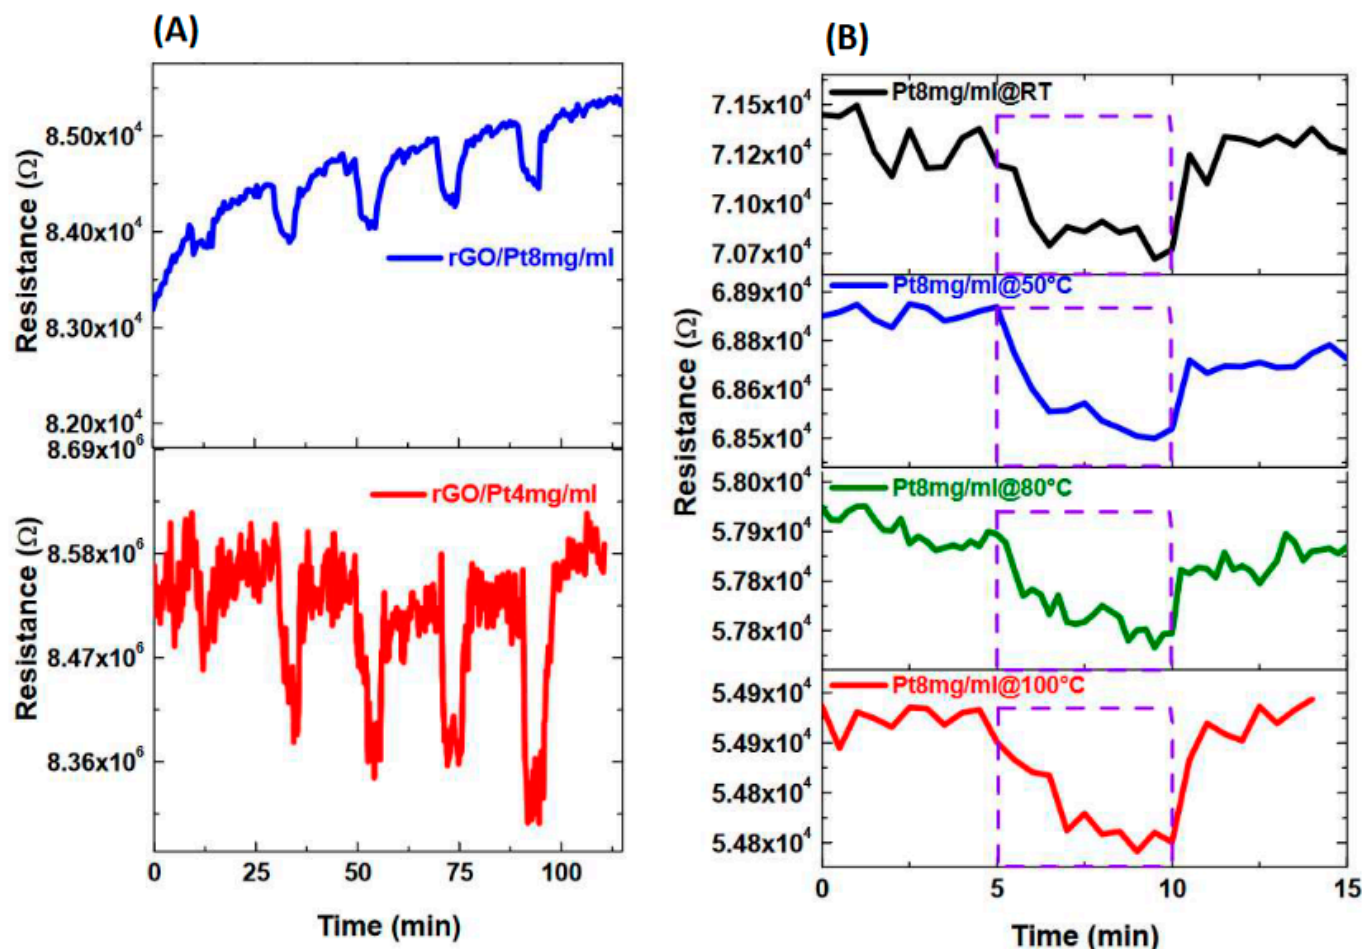 (A)
Resistance (Ω)
8.50x10⁴
8.40x10⁴
8.30x10⁴
8.20x10⁴
rGO/Pt8mg/ml
Resistance (Ω)
8.69x10⁶
8.58x10⁶
8.47x10⁶
8.36x10⁶
rGO/Pt4mg/ml
0 25 50 75 100
Time (min)
(B)
Resistance (Ω)
Pt8mg/ml@RT
7.15x10⁴
7.12x10⁴
7.10x10⁴
7.07x10⁴
Pt8mg/ml@50°C
6.89x10⁴
6.88x10⁴
6.86x10⁴
6.85x10⁴
Pt8mg/ml@80°C
5.80x10⁴
5.79x10⁴
5.78x10⁴
5.78x10⁴
Pt8mg/ml@100°C
5.49x10⁴
5.49x10⁴
5.48x10⁴
5.48x10⁴
0 5 10 15
Time (min)